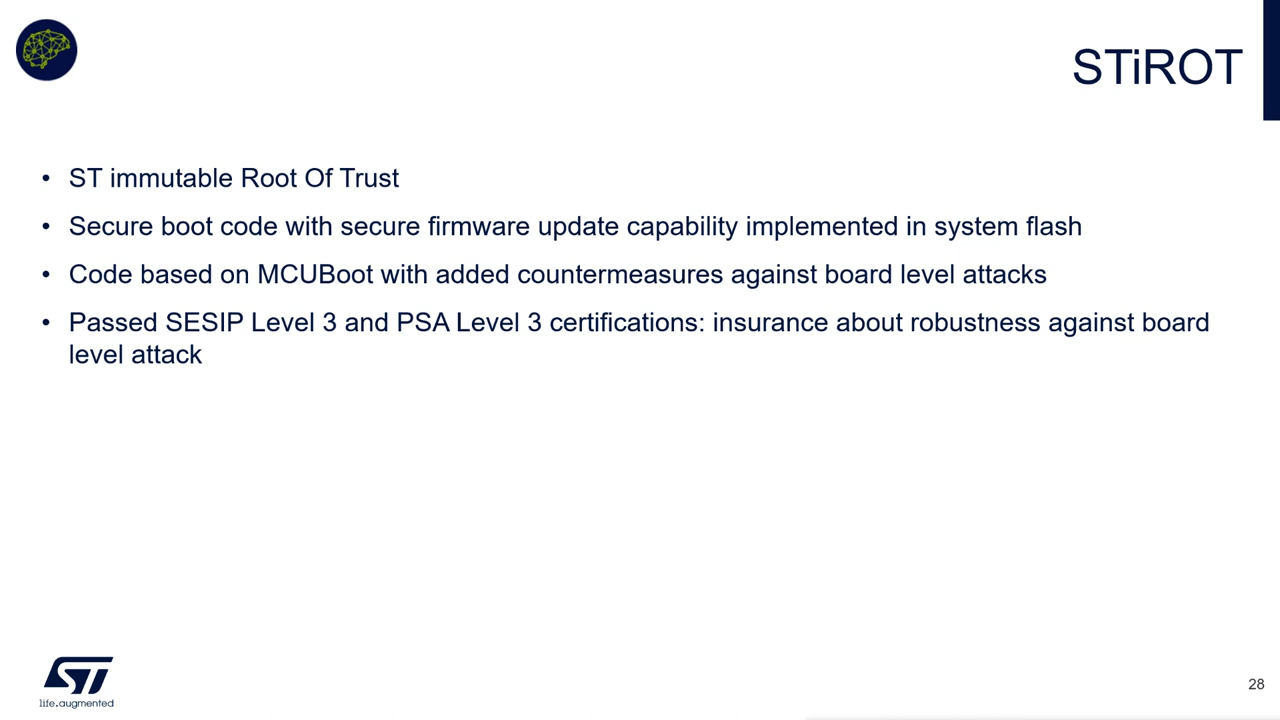 STiROT
• ST immutable Root Of Trust
• Secure boot code with secure firmware update capability implemented in system flash
• Code based on MCUBoot with added countermeasures against board level attacks
• Passed SESIP Level 3 and PSA Level 3 certifications: insurance about robustness against board
level attack
ST
life.augmented
28